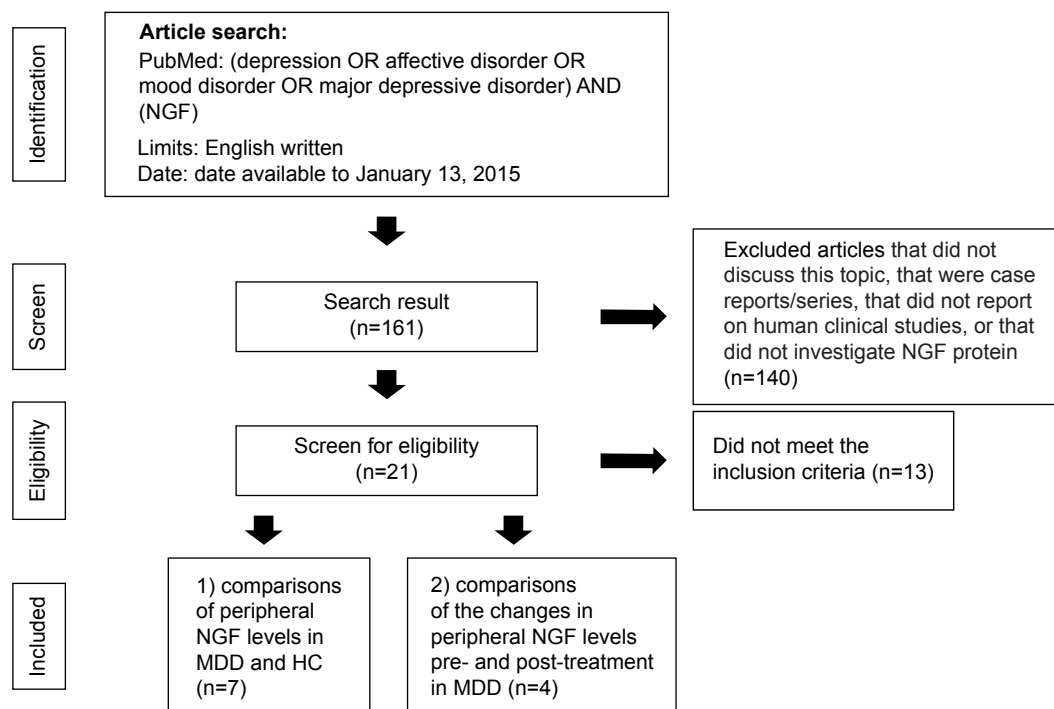 Identification
Article search:
PubMed: (depression OR affective disorder OR
mood disorder OR major depressive disorder) AND
(NGF)
Limits: English written
Date: date available to January 13, 2015
Screen
Search result
(n=161)
Excluded articles that did not
discuss this topic, that were case
reports/series, that did not report
on human clinical studies, or that
did not investigate NGF protein
(n=140)
Eligibility
Screen for eligibility
(n=21)
Did not meet the
inclusion criteria (n=13)
Included
1) comparisons
of peripheral
NGF levels in
MDD and HC
(n=7)
2) comparisons
of the changes in
peripheral NGF levels
pre- and post-treatment
in MDD (n=4)